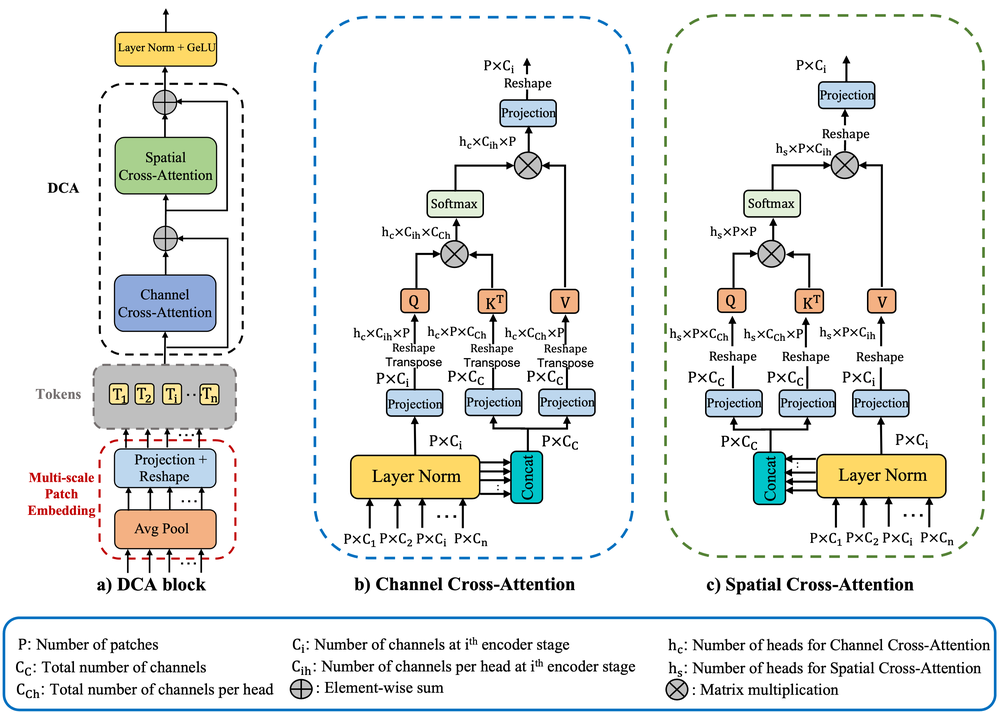 Layer Norm + GeLU
Spatial
Cross-Attention
DCA
Channel
Cross-Attention
Tokens
T1 T2 Ti ··· Tn
...
Projection +
Reshape
Multi-scale
Patch
Embedding
...
Avg Pool
...
a) DCA block
P×Ci
Reshape
Projection
hc×Cih×P
Softmax
hc×Cih×CCh
Q
K^T
V
hc×Cih×P hc×P×CCh hc×CCh×P
Reshape Reshape Reshape
Transpose Transpose Transpose
P×Ci P×CC P×CC
Projection Projection Projection
P×Ci P×CC
Layer Norm
Concat
...
P×C1 P×C2 P×Ci P×Cn
b) Channel Cross-Attention
P×Ci
Projection
Reshape
hs×P×Cih
Softmax
hs×P×P
Q
K^T
V
hs×P×CCh hs×CCh×P hs×P×Cih
Reshape Reshape Reshape
P×CC P×CC P×Ci
Projection Projection Projection
P×CC P×Ci
Concat
Layer Norm
...
P×C1 P×C2 P×Ci P×Cn
c) Spatial Cross-Attention
P: Number of patches
CC: Total number of channels
CCh: Total number of channels per head
Ci: Number of channels at i^th encoder stage
Cih: Number of channels per head at i^th encoder stage
: Element-wise sum
hc: Number of heads for Channel Cross-Attention
hs: Number of heads for Spatial Cross-Attention
: Matrix multiplication